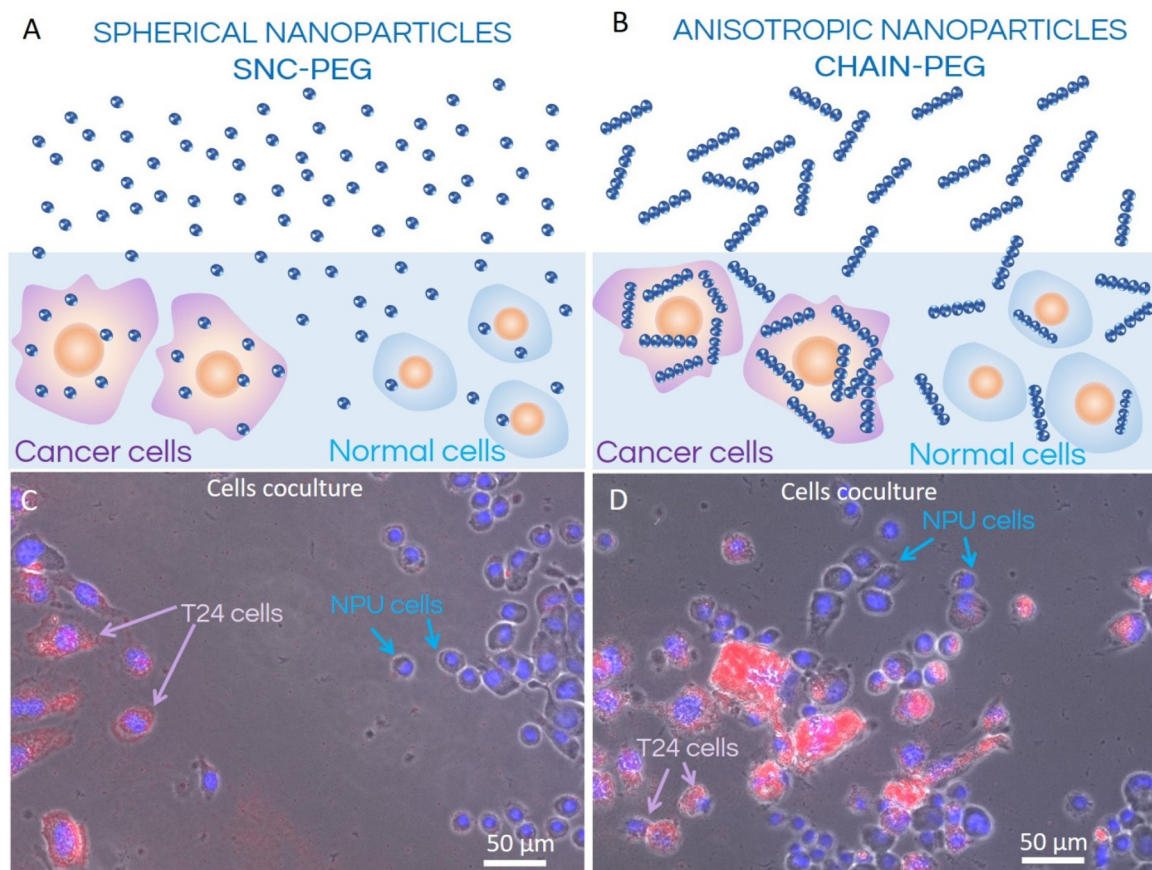 A
SPHERICAL NANOPARTICLES
SNC-PEG
Cancer cells
Normal cells
B
ANISOTROPIC NANOPARTICLES
CHAIN-PEG
Cancer cells
Normal cells
C
Cells coculture
T24 cells
NPU cells
50 µm
D
Cells coculture
NPU cells
T24 cells
50 µm